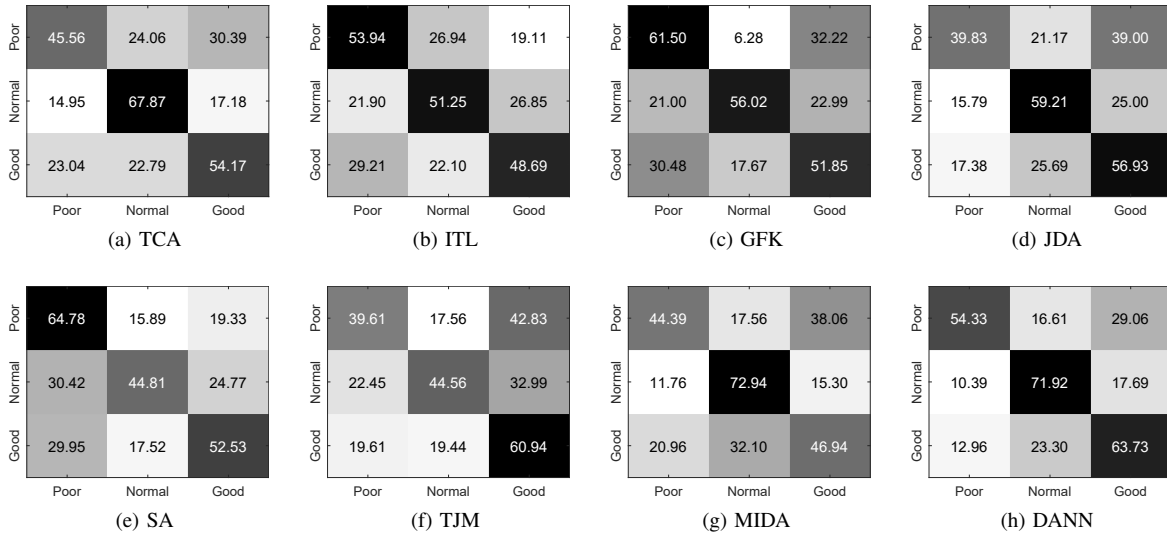 Poor 45.56 24.06 30.39
Normal 14.95 67.87 17.18
Good 23.04 22.79 54.17
Poor Normal Good
(a) TCA
Poor 53.94 26.94 19.11
Normal 21.90 51.25 26.85
Good 29.21 22.10 48.69
Poor Normal Good
(b) ITL
Poor 61.50 6.28 32.22
Normal 21.00 56.02 22.99
Good 30.48 17.67 51.85
Poor Normal Good
(c) GFK
Poor 39.83 21.17 39.00
Normal 15.79 59.21 25.00
Good 17.38 25.69 56.93
Poor Normal Good
(d) JDA
Poor 64.78 15.89 19.33
Normal 30.42 44.81 24.77
Good 29.95 17.52 52.53
Poor Normal Good
(e) SA
Poor 39.61 17.56 42.83
Normal 22.45 44.56 32.99
Good 19.61 19.44 60.94
Poor Normal Good
(f) TJM
Poor 44.39 17.56 38.06
Normal 11.76 72.94 15.30
Good 20.96 32.10 46.94
Poor Normal Good
(g) MIDA
Poor 54.33 16.61 29.06
Normal 10.39 71.92 17.69
Good 12.96 23.30 63.73
Poor Normal Good
(h) DANN